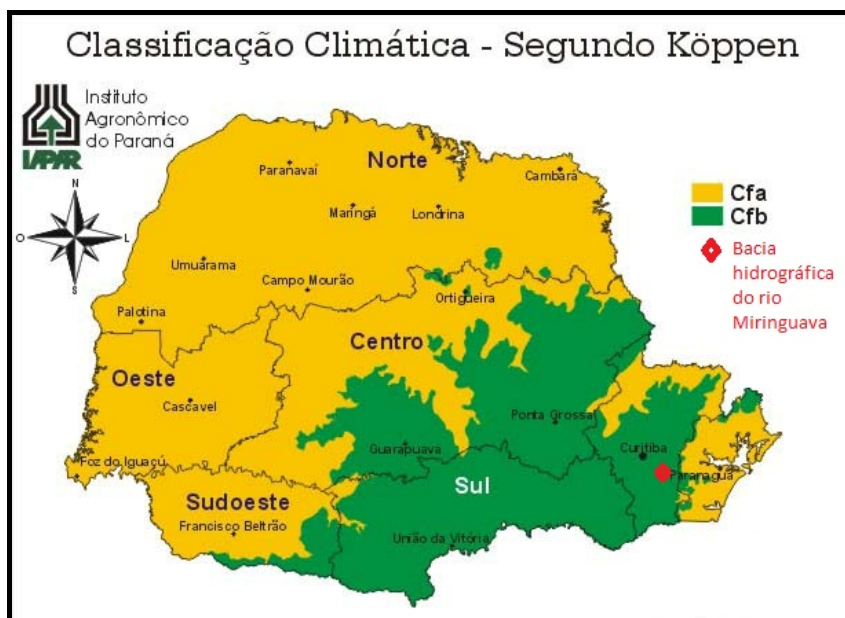 Classificação Climática - Segundo Köppen
Instituto
Agronômico
do Paraná
IAPAR
N
O
L
S
Norte
Paranavaí
Cambará
Maringá
Londrina
Umuarama
Campo Mourão
Ortigueira
Palotina
Centro
Oeste
Cascavel
Ponta Grossa
Guarapuava
Curitiba
Foz do Iguaçú
Paranaguá
Sudoeste
Sul
Francisco Beltrão
União da Vitória
Cfa
Cfb
Bacia
hidrográfica
do rio
Miringuava